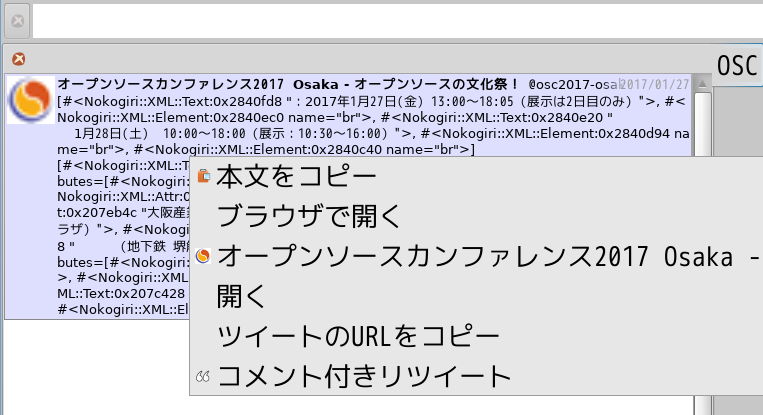 OSC
オープンソースカンファレンス2017 Osaka - オープンソースの文化祭！ @osc2017-osa 2017/01/27
[#<Nokogiri::XML::Text:0x2840fd8 "：2017年1月27日(金) 13:00～18:05 (展示は2日目のみ) ">, #<
Nokogiri::XML::Element:0x2840ec0 name="br">, #<Nokogiri::XML::Text:0x2840e20 "
1月28日(土) 10:00～18:00 (展示：10:30～16:00) ">, #<Nokogiri::XML::Element:0x2840d94 na
me="br">, #<Nokogiri::XML::Element:0x2840c40 name="br">]
[#<Nokogiri::XML::T
butes=[#<Nokogiri:
Nokogiri::XML::Attr:0
t:0x207eb4c "大阪産
ラザ) ">, #<Nokogiri:
8 " (地下鉄 堺
butes=[#<Nokogiri:
>, #<Nokogiri::XML
ML::Text:0x207c428
#<Nokogiri::XML::El
本文をコピー
ブラウザで開く
オープンソースカンファレンス2017 Osaka -
開く
ツイートのURLをコピー
コメント付きリツイート